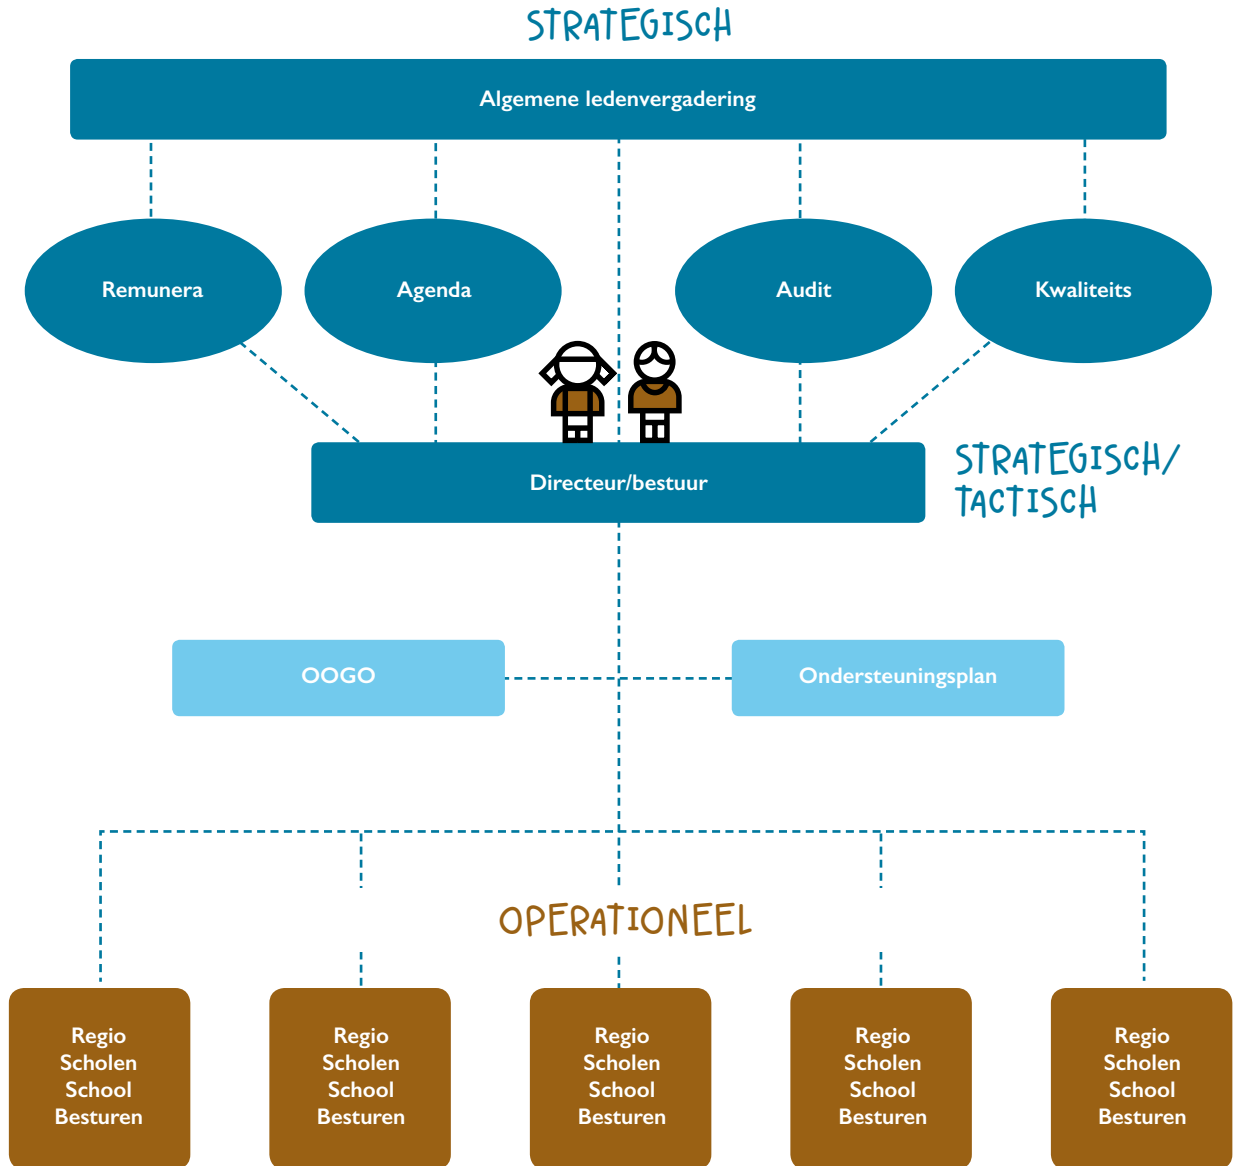 STRATEGISCH
Algemene ledenvergadering
Remunera
Agenda
Audit
Kwaliteits
Directeur/bestuur
STRATEGISCH/
TACTISCH
OOGO
Ondersteuningsplan
OPERATIONEEL
Regio
Scholen
School
Besturen
Regio
Scholen
School
Besturen
Regio
Scholen
School
Besturen
Regio
Scholen
School
Besturen
Regio
Scholen
School
Besturen